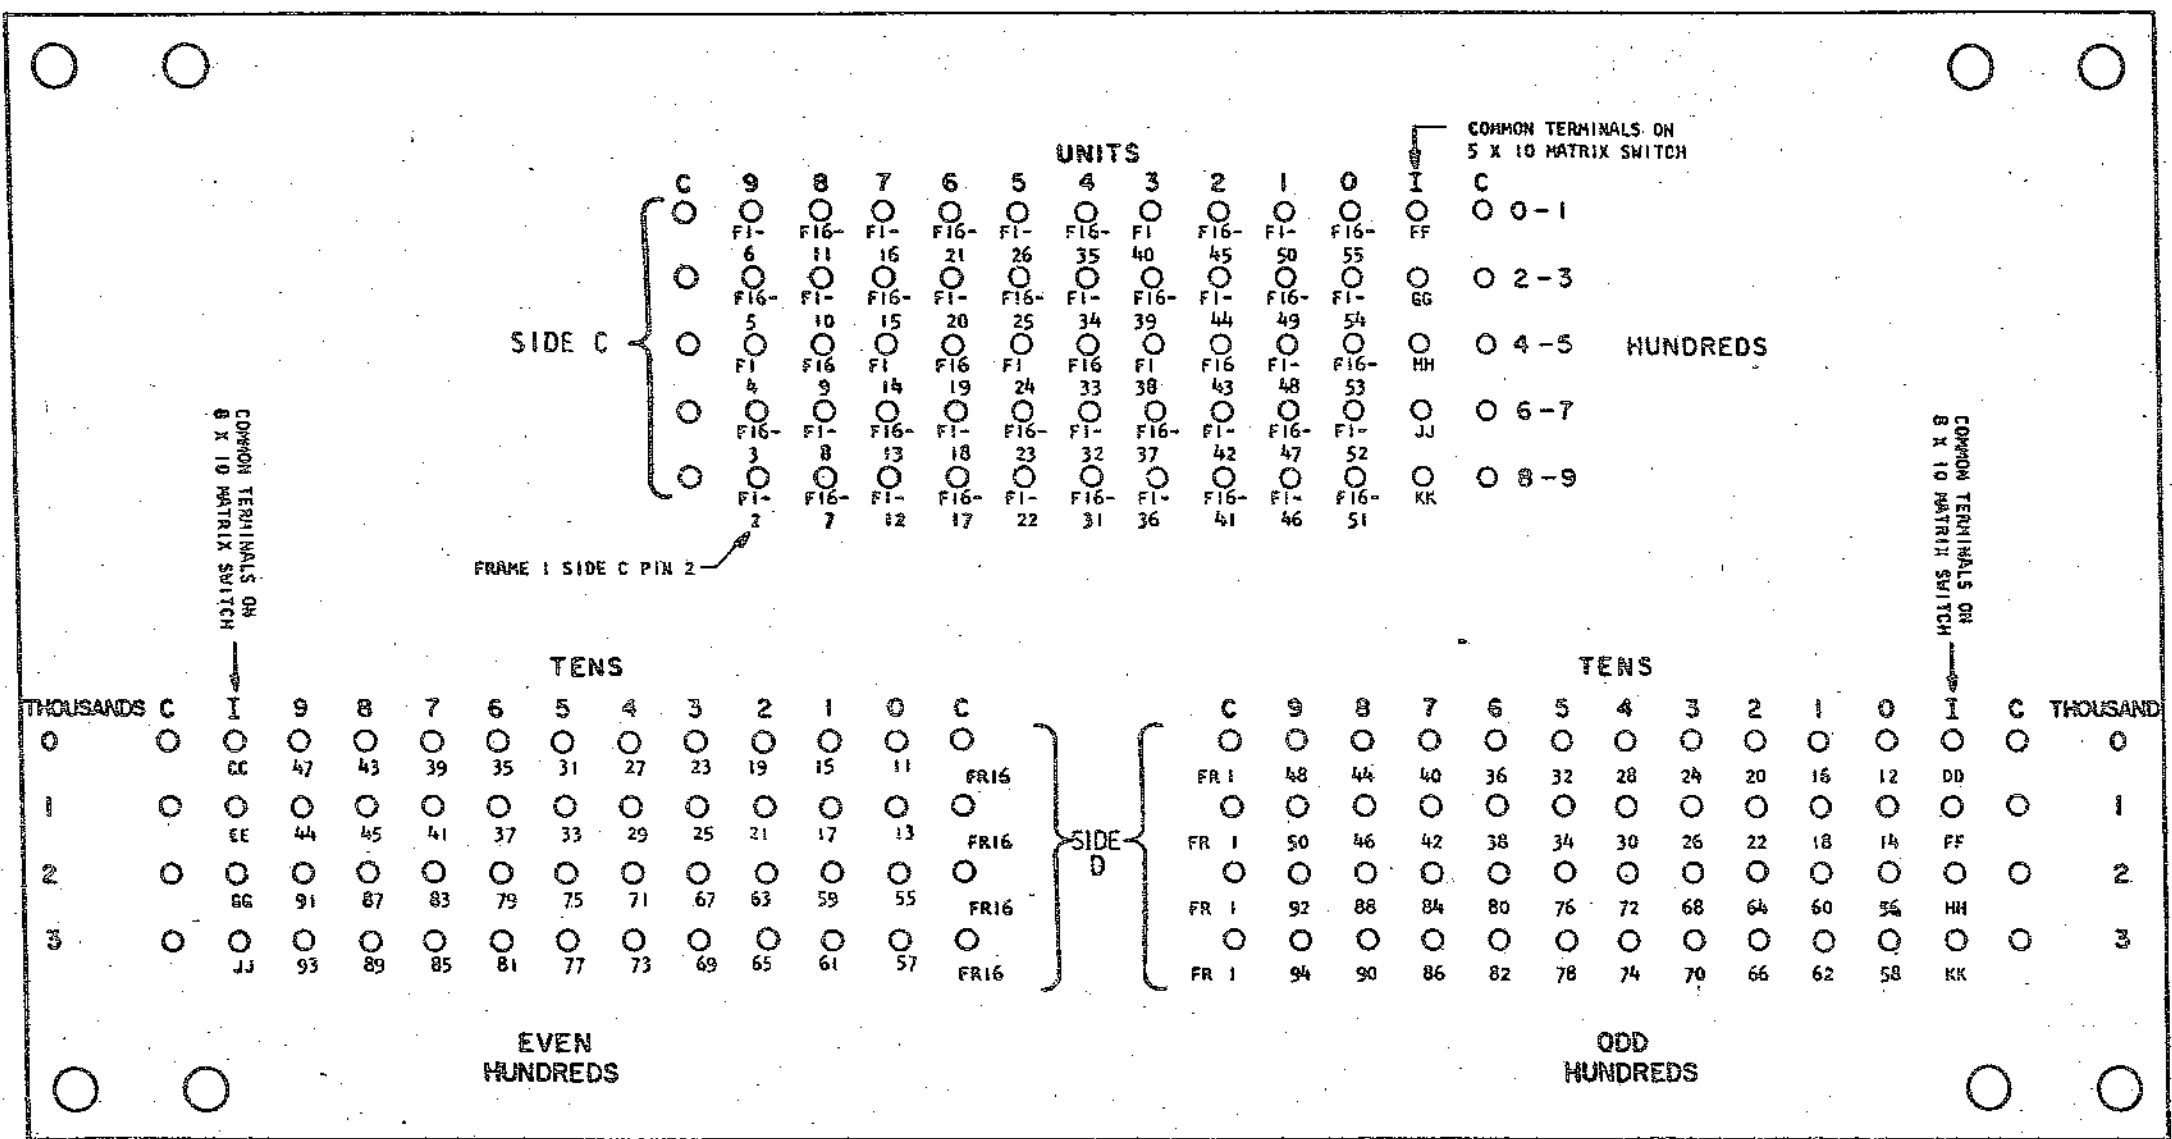 COMMON TERMINALS ON
5 X 10 MATRIX SWITCH
UNITS
C 9 8 7 6 5 4 3 2 1 0 I C
0-1
F1- F16- F1- F16- F1- F16- F1 F16- F1- F16- FF
6 11 16 21 26 35 40 45 50 55
2-3
F16- F1- F16- F1- F16- F1- F16- F1- F16- F1- GG
5 10 15 20 25 34 39 44 49 54
SIDE C
4-5 HUNDREDS
F1 F16 F1 F16 F1 F16 F1 F16 F1- F16- HH
4 9 14 19 24 33 38 43 48 53
6-7
F16- F1- F16- F1- F16- F1- F16- F1- F16- F1- JJ
3 8 13 18 23 32 37 42 47 52
8-9
F1- F16- F1- F16- F1- F16- F1- F16- F1- F16- KK
2 7 12 17 22 31 36 41 46 51
FRAME 1 SIDE C PIN 2
COMMON TERMINALS ON
8 X 10 MATRIX SWITCH
COMMON TERMINALS ON
8 X 10 MATRIX SWITCH
TENS
THOUSANDS C I 9 8 7 6 5 4 3 2 1 0 C
0
CC 47 43 39 35 31 27 23 19 15 11 FR16
1
EE 44 45 41 37 33 29 25 21 17 13 FR16
2
GG 91 87 83 79 75 71 67 63 59 55 FR16
3
JJ 93 89 85 81 77 73 69 65 61 57 FR16
EVEN
HUNDREDS
SIDE
D
TENS
C 9 8 7 6 5 4 3 2 1 0 I C THOUSAND
0
FR 1 48 44 40 36 32 28 24 20 16 12 DD
1
FR 1 50 46 42 38 34 30 26 22 18 14 FF
2
FR 1 92 88 84 80 76 72 68 64 60 56 HH
3
FR 1 94 90 86 82 78 74 70 66 62 58 KK
ODD
HUNDREDS